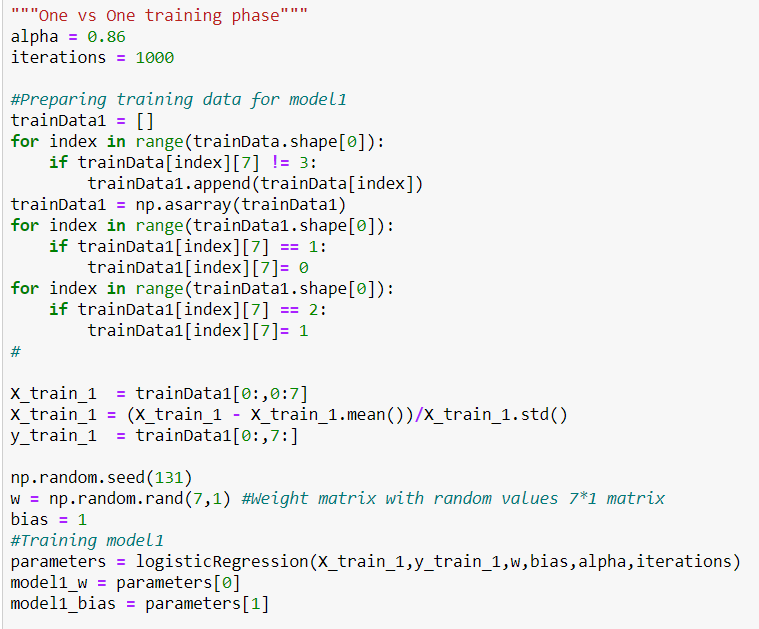 """One vs One training phase"""
alpha = 0.86
iterations = 1000
#Preparing training data for model1
trainData1 = []
for index in range(trainData.shape[0]):
    if trainData[index][7] != 3:
        trainData1.append(trainData[index])
trainData1 = np.asarray(trainData1)
for index in range(trainData1.shape[0]):
    if trainData1[index][7] == 1:
        trainData1[index][7]= 0
for index in range(trainData1.shape[0]):
    if trainData1[index][7] == 2:
        trainData1[index][7]= 1
#
X_train_1  = trainData1[0:,0:7]
X_train_1 = (X_train_1 - X_train_1.mean())/X_train_1.std()
y_train_1  = trainData1[0:,7:]
np.random.seed(131)
w = np.random.rand(7,1) #Weight matrix with random values 7*1 matrix
bias = 1
#Training model1
parameters = logisticRegression(X_train_1,y_train_1,w,bias,alpha,iterations)
model1_w = parameters[0]
model1_bias = parameters[1]